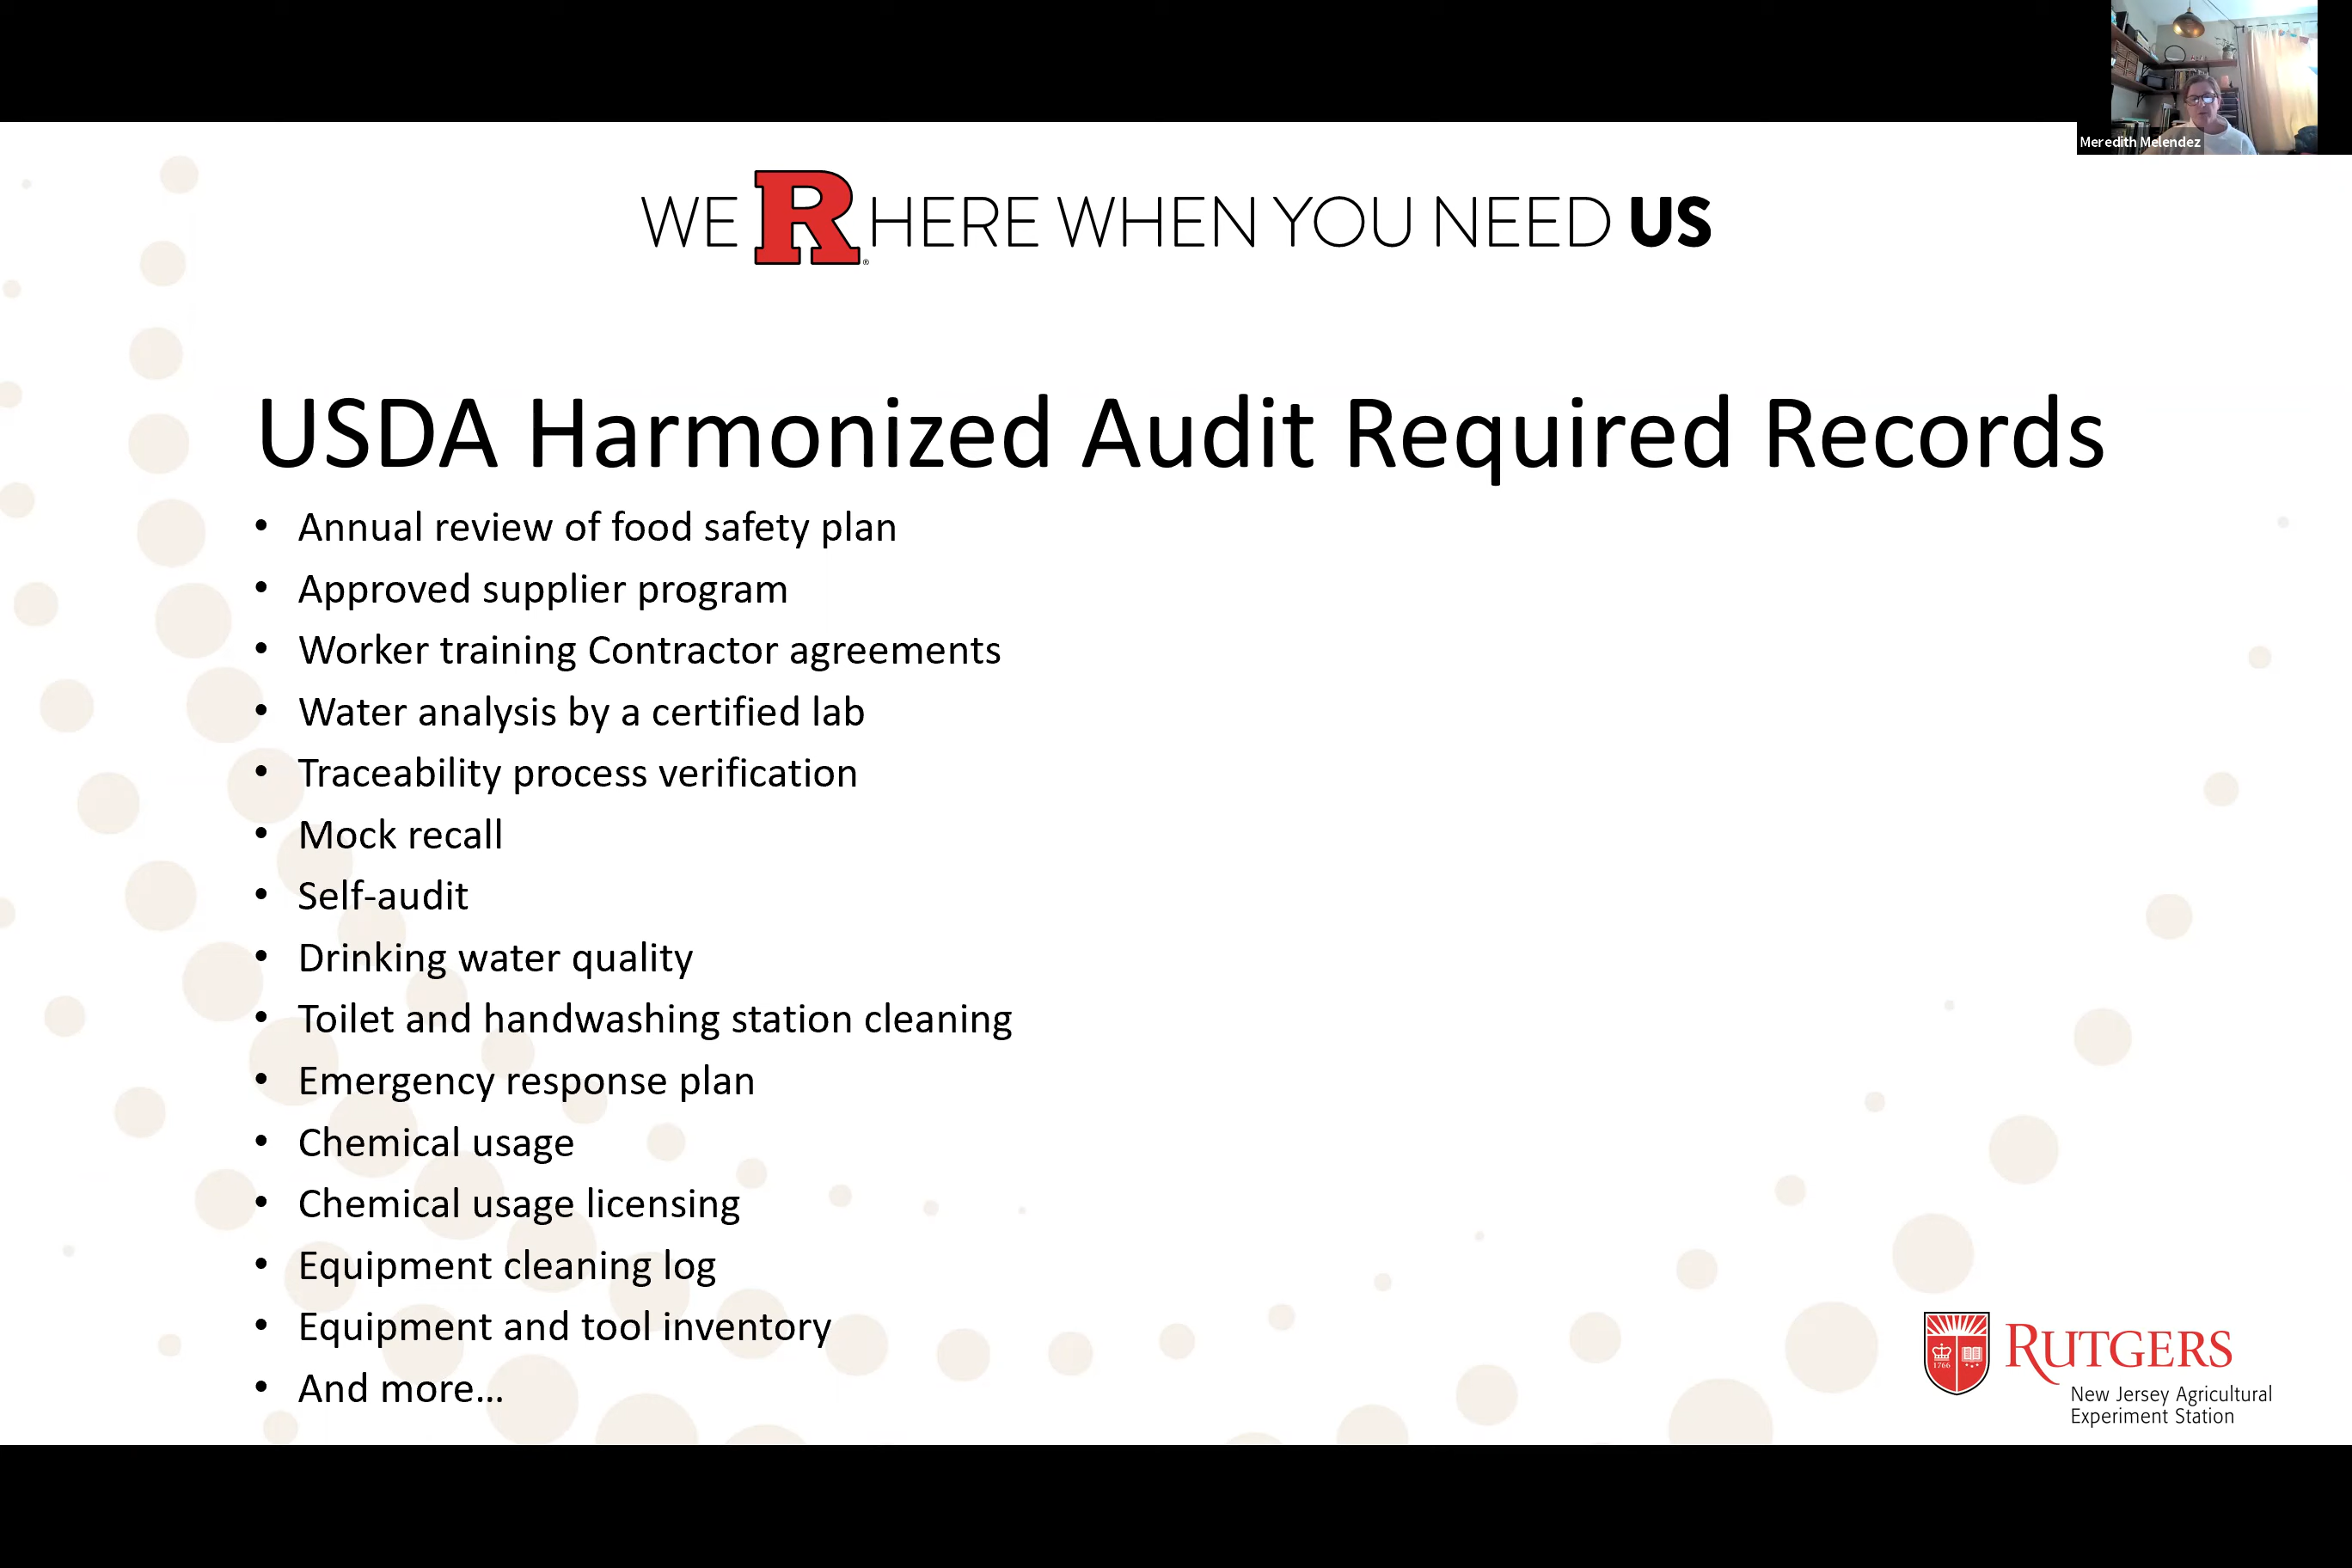 Meredith Melendez
WE R® HERE WHEN YOU NEED US
USDA Harmonized Audit Required Records
• Annual review of food safety plan
• Approved supplier program
• Worker training Contractor agreements
• Water analysis by a certified lab
• Traceability process verification
• Mock recall
• Self-audit
• Drinking water quality
• Toilet and handwashing station cleaning
• Emergency response plan
• Chemical usage
• Chemical usage licensing
• Equipment cleaning log
• Equipment and tool inventory
• And more...
1766
RUTGERS
New Jersey Agricultural
Experiment Station